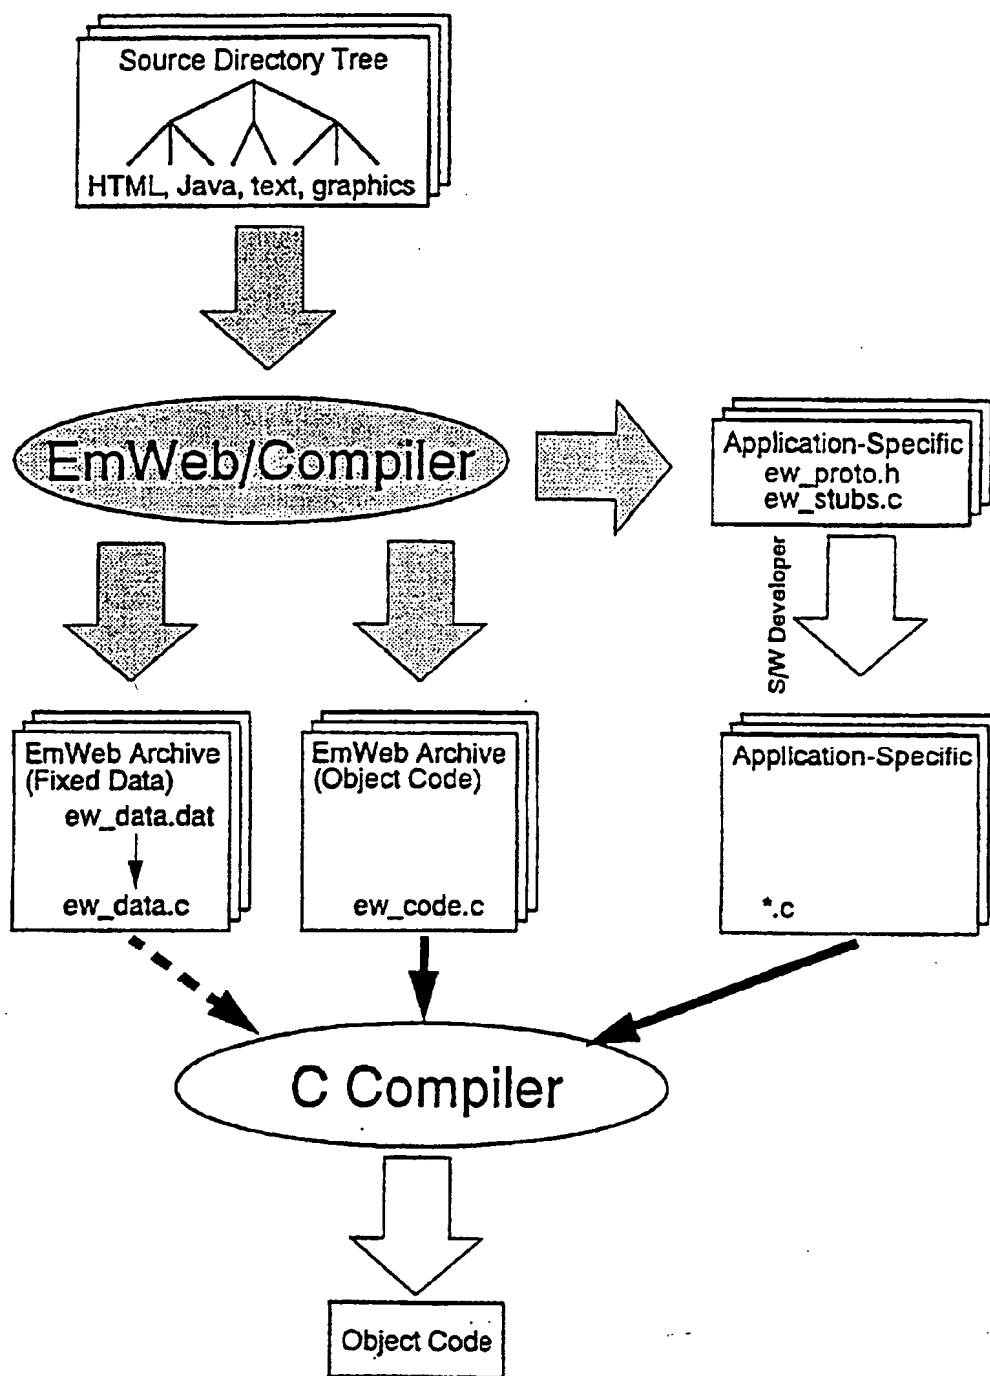 Source Directory Tree
HTML, Java, text, graphics
EmWeb/Compiler
Application-Specific
ew_proto.h
ew_stubs.c
S/W Developer
EmWeb Archive
(Fixed Data)
ew_data.dat
ew_data.c
EmWeb Archive
(Object Code)
ew_code.c
Application-Specific
*.c
C Compiler
Object Code